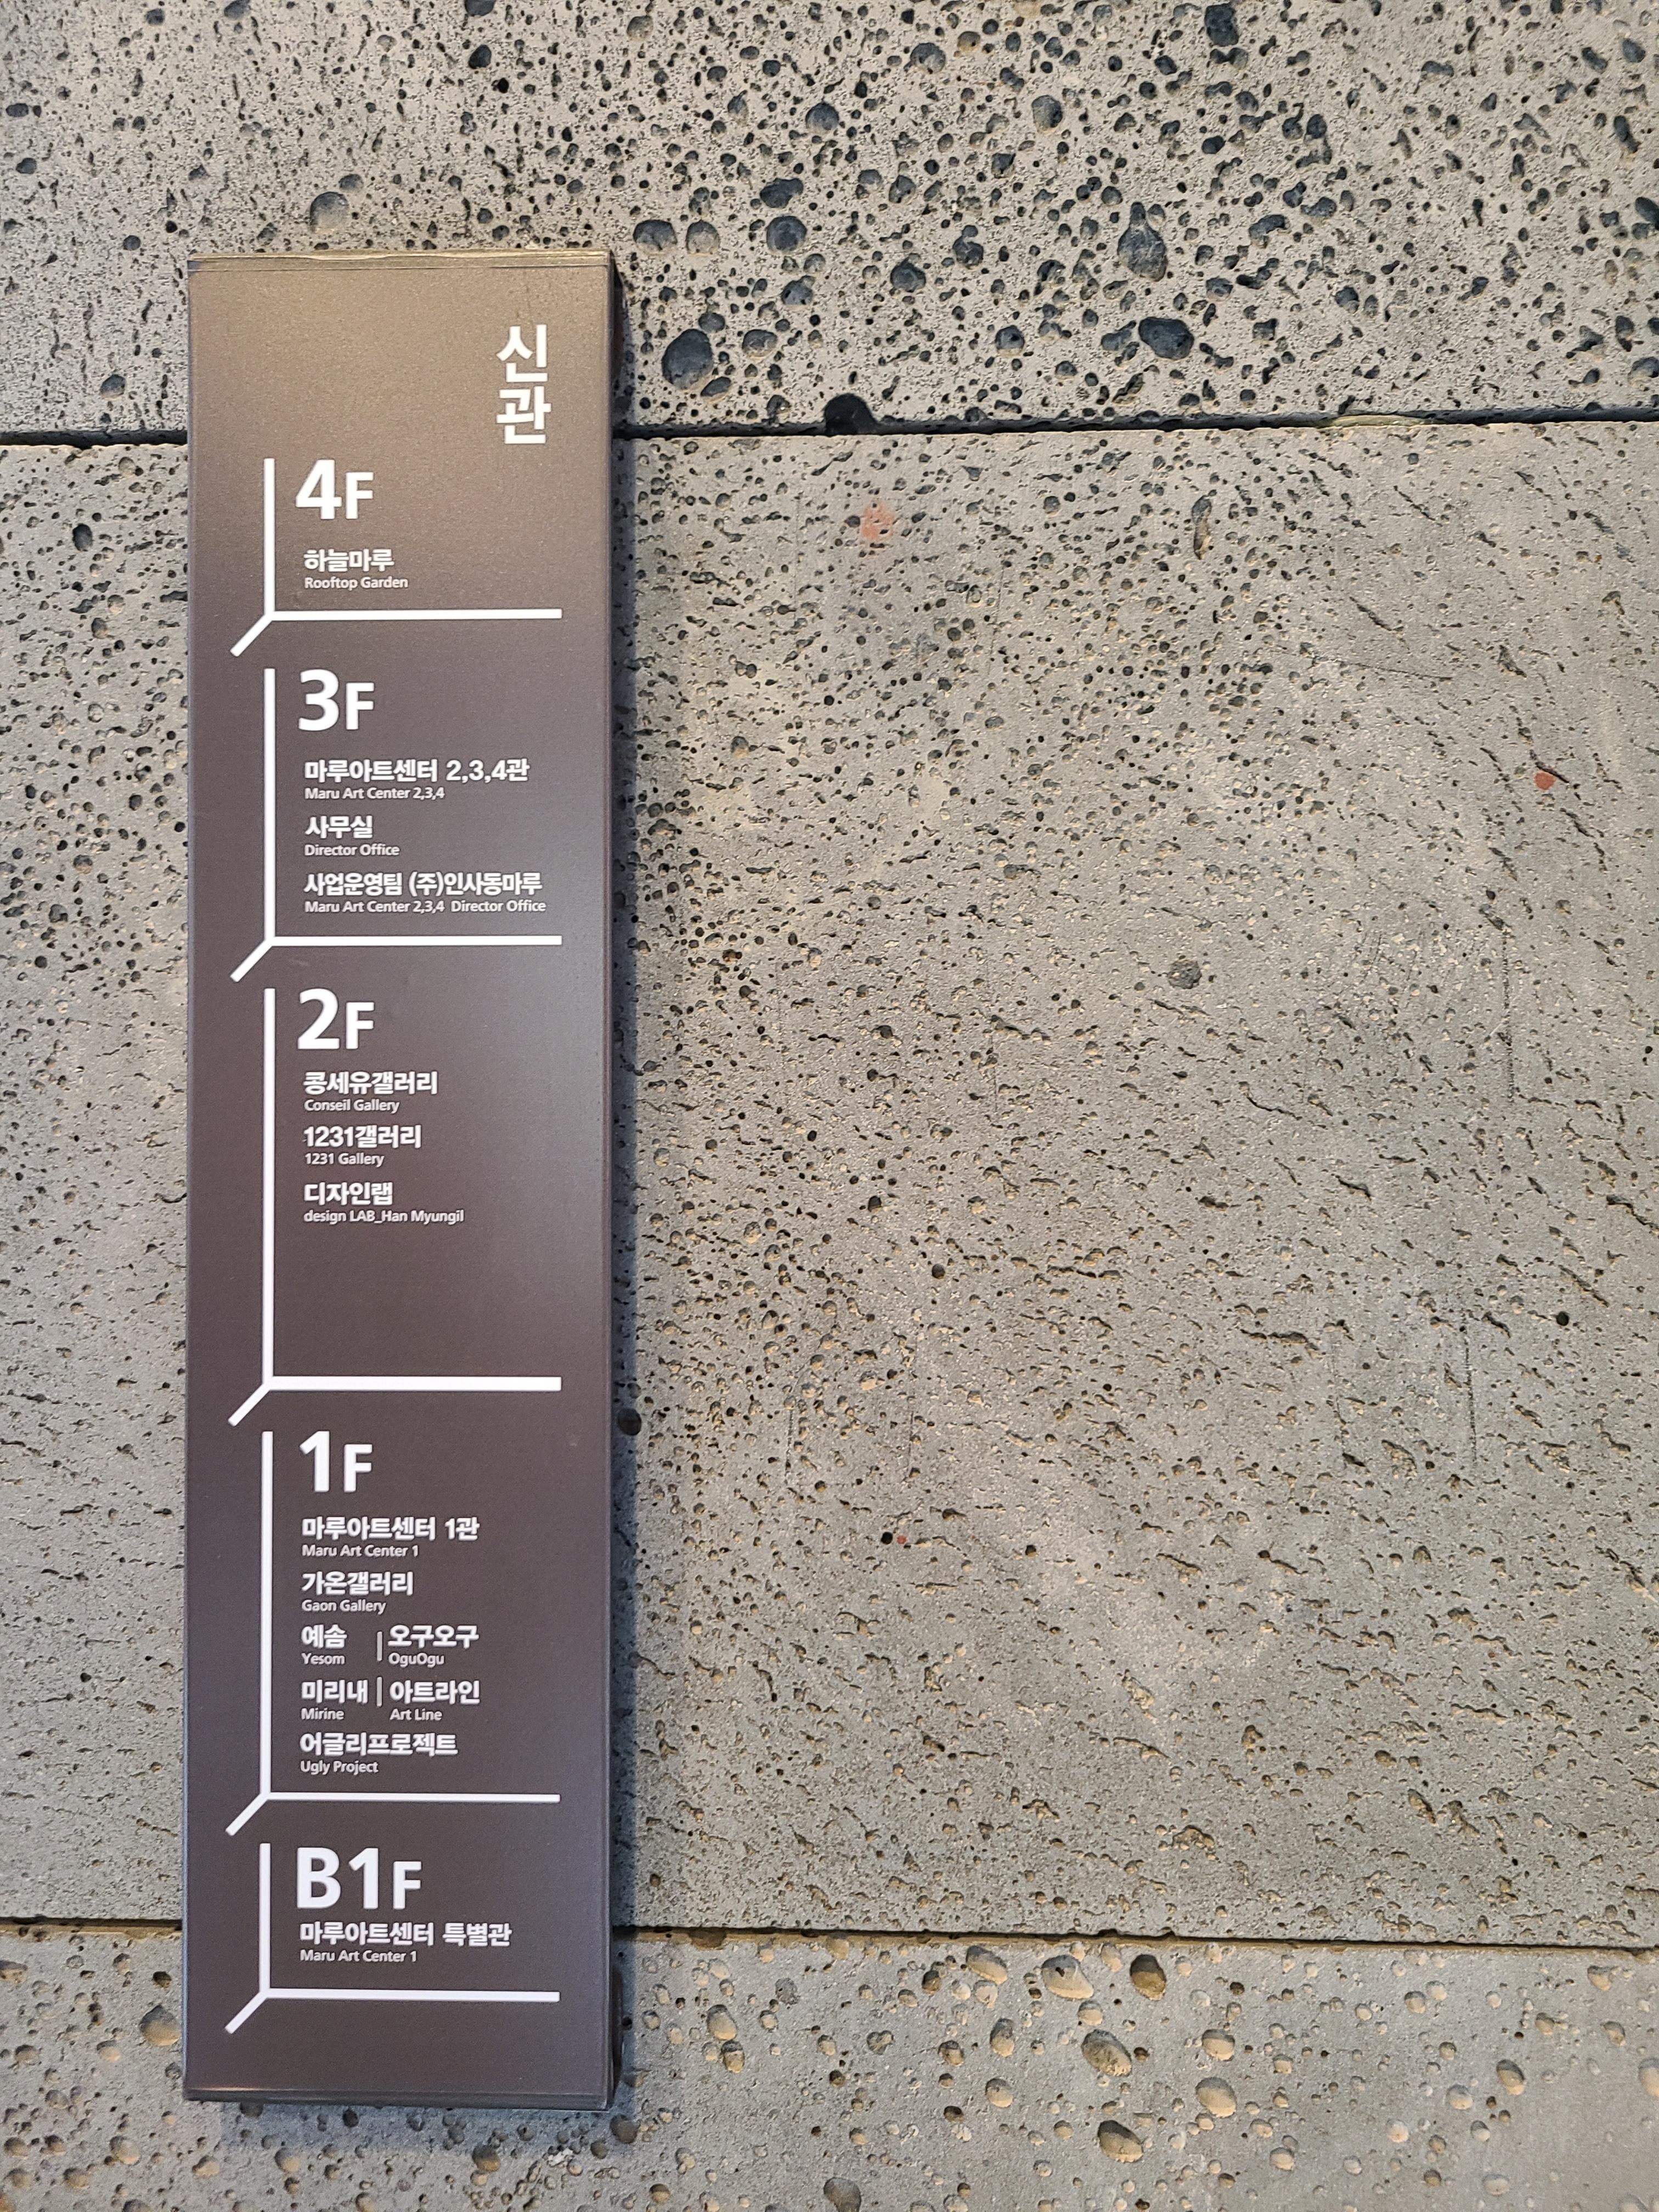 신관
4F
하늘마루
Rooftop Garden
3F
마루아트센터 2,3,4관
Maru Art Center 2,3,4
사무실
Director Office
사업운영팀 (주)인사동마루
Maru Art Center 2,3,4 Director Office
2F
콩세유갤러리
Conseil Gallery
1231갤러리
1231 Gallery
디자인랩
design LAB_Han Myungil
1F
마루아트센터 1관
Maru Art Center 1
가온갤러리
Gaon Gallery
예솜 | 오구오구
Yesom OguOgu
미리내 | 아트라인
Mirine Art Line
어글리프로젝트
Ugly Project
B1F
마루아트센터 특별관
Maru Art Center 1